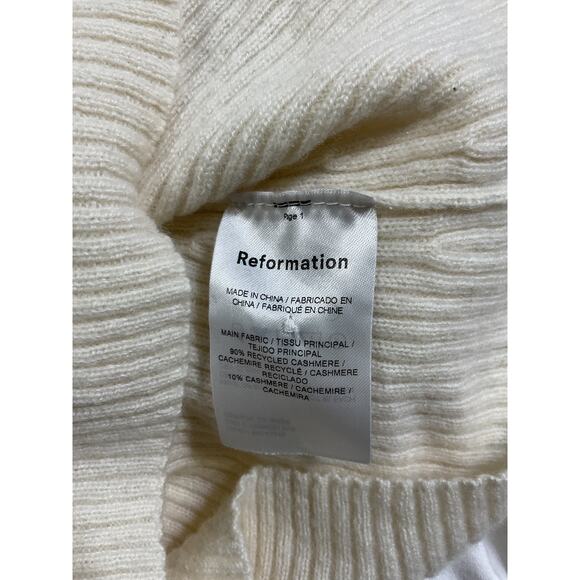 Page 1
Reformation
MADE IN CHINA / FABRICADO EN
CHINA / FABRIQUÉ EN CHINE
MAIN FABRIC / TISSU PRINCIPAL /
TEJIDO PRINCIPAL
90% RECYCLED CASHMERE /
CACHEMIRE RECYCLÉ / CASHMERE
RECICLADO
10% CASHMERE / CACHEMIRE /
CACHEMIRA